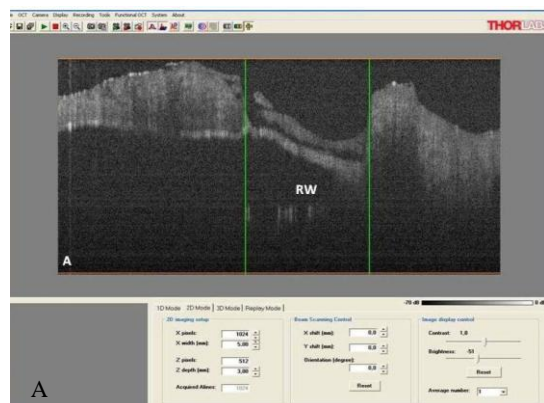 OCT Camera Display Recording Tools Functional OCT System About
THORLABS
RW
A
-70 dB
1D Mode 2D Mode 3D Mode Replay Mode
2D imaging setup
X pixels: 1024
X width (mm): 5,00
Z pixels: 512
Z depth (mm): 3,00
Acquired Alines: 1024
Beam Scanning Control
X shift (mm): 0,0
Y shift (mm): 0,0
Orientation (degree):
0,0
Reset
Image display control
Contrast: 1,0
Brightness: -51
Reset
Average number: 1
A